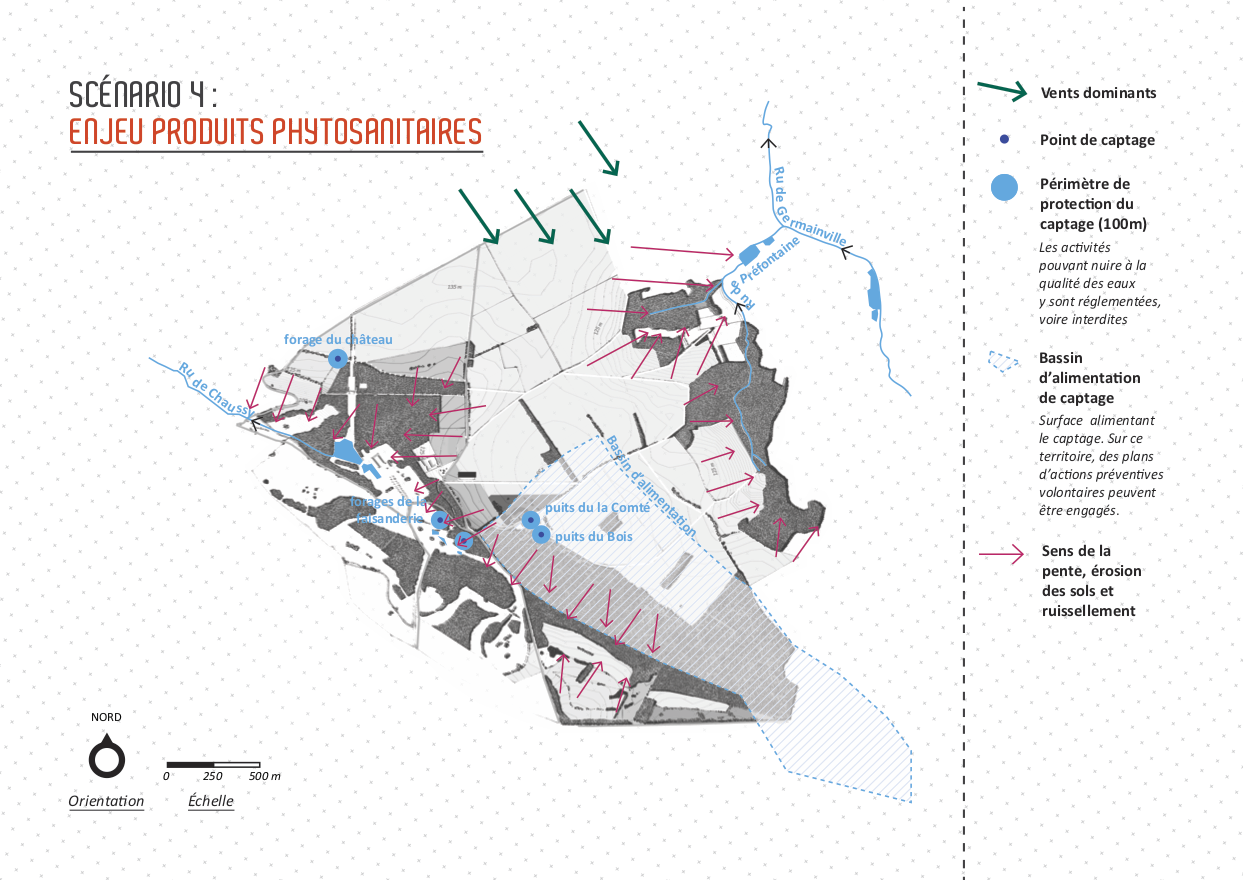 SCÉNARIO 4 :
ENJEU PRODUITS PHYTOSANITAIRES
Ru de Germainville
Ru de Préfontaine
130 m
125 m
forage du château
Ru de Chaussy
Bassin d'alimentation
forages de la
faisanderie
puits du la Comté
puits du Bois
NORD
0 250 500 m
Orientation Échelle
Vents dominants
Point de captage
Périmètre de
protection du
captage (100m)
Les activités
pouvant nuire à la
qualité des eaux
y sont réglementées,
voire interdites
Bassin
d’alimentation
de captage
Surface alimentant
le captage. Sur ce
territoire, des plans
d’actions préventives
volontaires peuvent
être engagés.
Sens de la
pente, érosion
des sols et
ruissellement